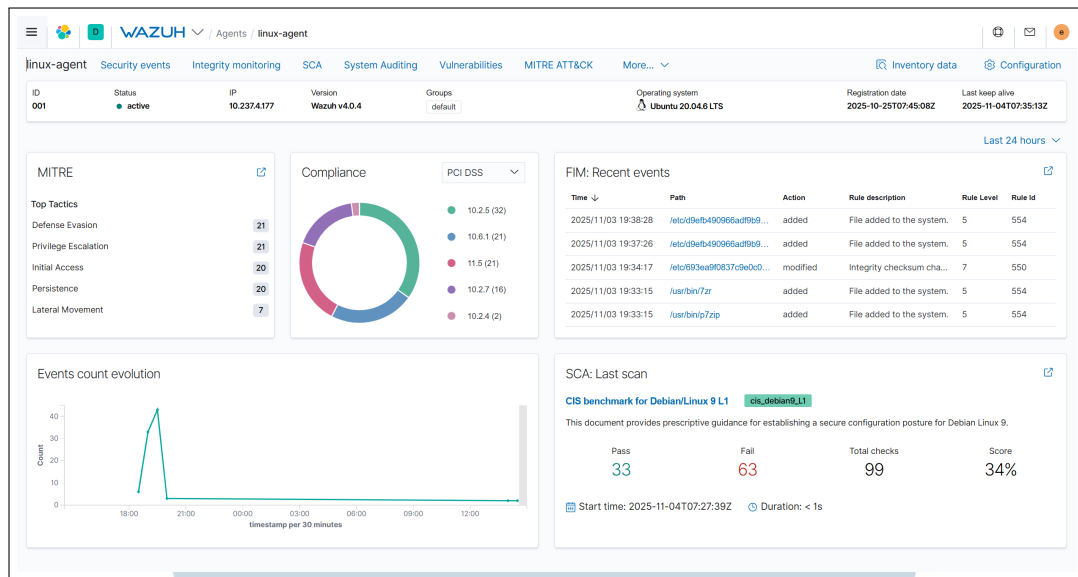 D WAZUH / Agents / linux-agent e
linux-agent Security events Integrity monitoring SCA System Auditing Vulnerabilities MITRE ATT&CK More... Inventory data Configuration
ID Status IP Version Groups Operating system Registration date Last keep alive
001 active 10.237.4.177 Wazuh v4.0.4 default Ubuntu 20.04.6 LTS 2025-10-25T07:45:08Z 2025-11-04T07:35:13Z
Last 24 hours
MITRE
Top Tactics
Defense Evasion 21
Privilege Escalation 21
Initial Access 20
Persistence 20
Lateral Movement 7
Compliance PCI DSS
10.2.5 (32)
10.6.1 (21)
11.5 (21)
10.2.7 (16)
10.2.4 (2)
FIM: Recent events
Time Path Action Rule description Rule Level Rule Id
2025/11/03 19:38:28 /etc/d9efb490966adf9b9... added File added to the system. 5 554
2025/11/03 19:37:26 /etc/d9efb490966adf9b9... added File added to the system. 5 554
2025/11/03 19:34:17 /etc/693ea9f0837c9e0c0... modified Integrity checksum cha... 7 550
2025/11/03 19:33:15 /usr/bin/7zr added File added to the system. 5 554
2025/11/03 19:33:15 /usr/bin/p7zip added File added to the system. 5 554
Events count evolution
Count
40
30
20
10
0
18:00 21:00 00:00 03:00 06:00 09:00 12:00
timestamp per 30 minutes
SCA: Last scan
CIS benchmark for Debian/Linux 9 L1 cis_debian9_L1
This document provides prescriptive guidance for establishing a secure configuration posture for Debian Linux 9.
Pass Fail Total checks Score
33 63 99 34%
Start time: 2025-11-04T07:27:39Z Duration: < 1s